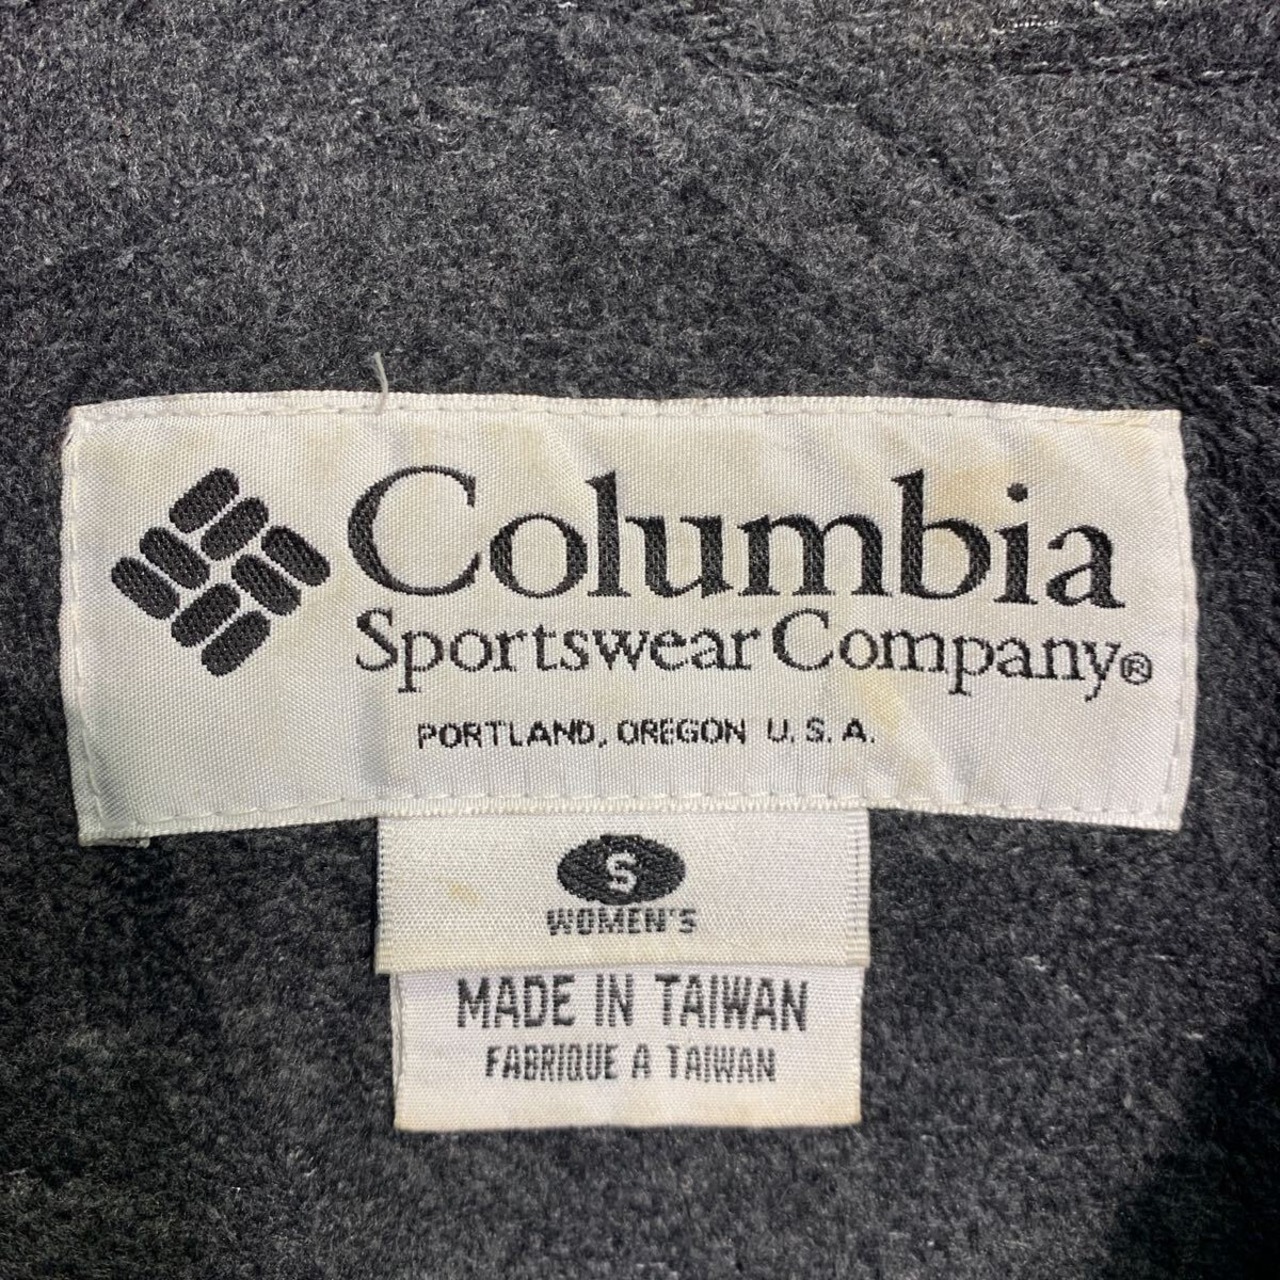 Columbia
Sportswear Company®
PORTLAND, OREGON U.S.A.
S
WOMEN'S
MADE IN TAIWAN
FABRIQUE A TAIWAN